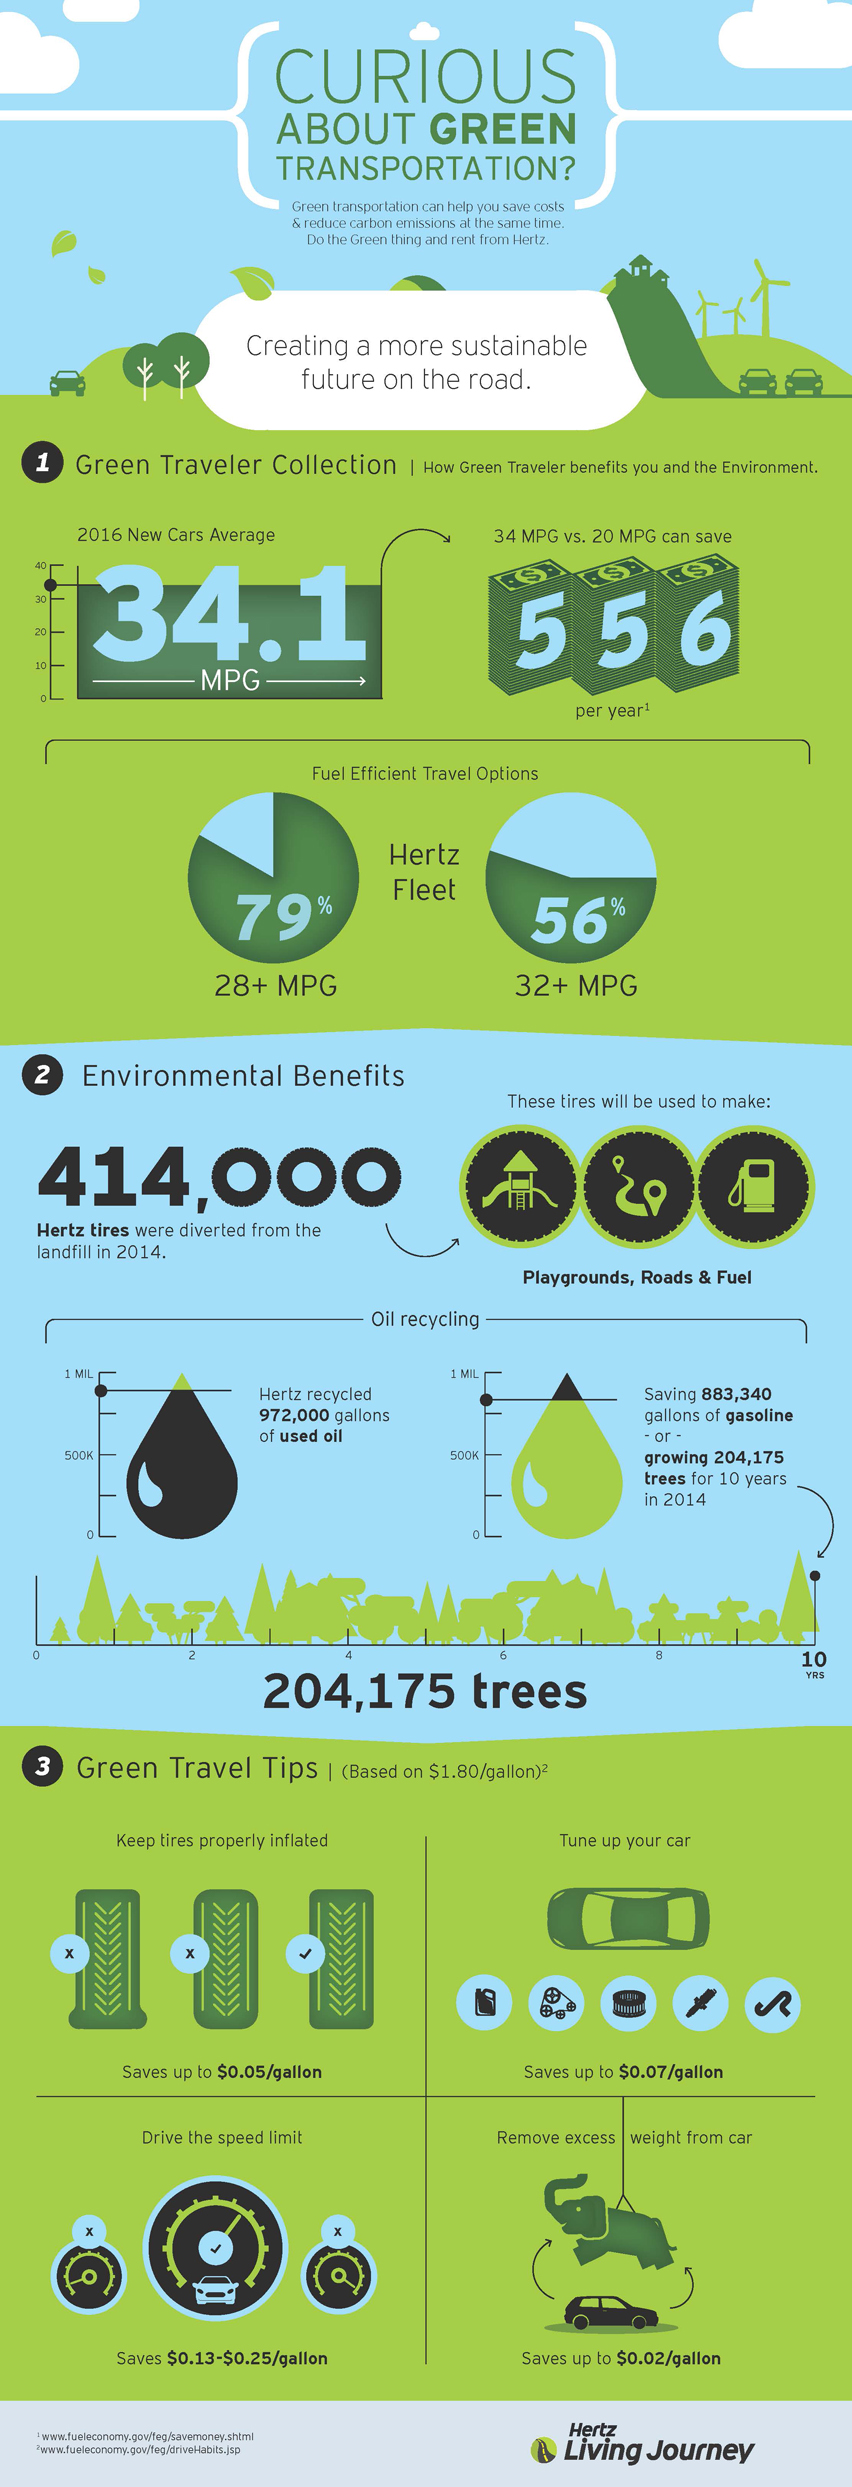 CURIOUS
ABOUT GREEN
TRANSPORTATION?
Green transportation can help you save costs
& reduce carbon emissions at the same time.
Do the Green thing and rent from Hertz.
Creating a more sustainable
future on the road.
1 Green Traveler Collection | How Green Traveler benefits you and the Environment.
2016 New Cars Average
40
30
20
10
0
34.1
MPG
34 MPG vs. 20 MPG can save
556
per year1
Fuel Efficient Travel Options
79%
28+ MPG
Hertz
Fleet
56%
32+ MPG
2 Environmental Benefits
414,000
Hertz tires were diverted from the
landfill in 2014.
These tires will be used to make:
Playgrounds, Roads & Fuel
Oil recycling
1 MIL
500K
0
Hertz recycled
972,000 gallons
of used oil
1 MIL
500K
0
Saving 883,340
gallons of gasoline
- or -
growing 204,175
trees for 10 years
in 2014
0 2 4 6 8 10
YRS
204,175 trees
3 Green Travel Tips | (Based on $1.80/gallon)2
Keep tires properly inflated
x x
Saves up to $0.05/gallon
Tune up your car
Saves up to $0.07/gallon
Drive the speed limit
x x
Saves $0.13-$0.25/gallon
Remove excess weight from car
Saves up to $0.02/gallon
1 www.fueleconomy.gov/feg/savemoney.shtml
2www.fueleconomy.gov/feg/driveHabits.jsp
Hertz
Living Journey